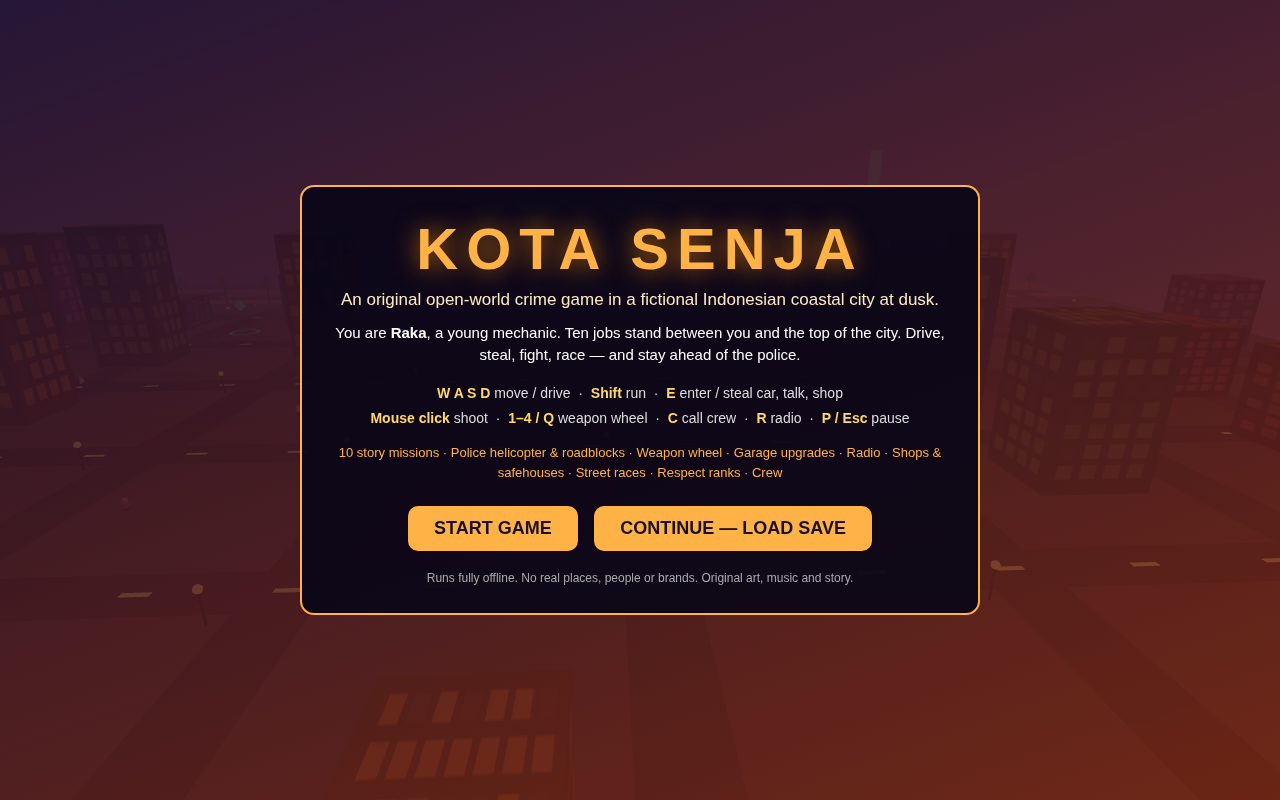 KOTA SENJA
An original open-world crime game in a fictional Indonesian coastal city at dusk.
You are Raka, a young mechanic. Ten jobs stand between you and the top of the city. Drive,
steal, fight, race — and stay ahead of the police.
W A S D move / drive · Shift run · E enter / steal car, talk, shop
Mouse click shoot · 1–4 / Q weapon wheel · C call crew · R radio · P / Esc pause
10 story missions · Police helicopter & roadblocks · Weapon wheel · Garage upgrades · Radio · Shops &
safehouses · Street races · Respect ranks · Crew
START GAME CONTINUE — LOAD SAVE
Runs fully offline. No real places, people or brands. Original art, music and story.